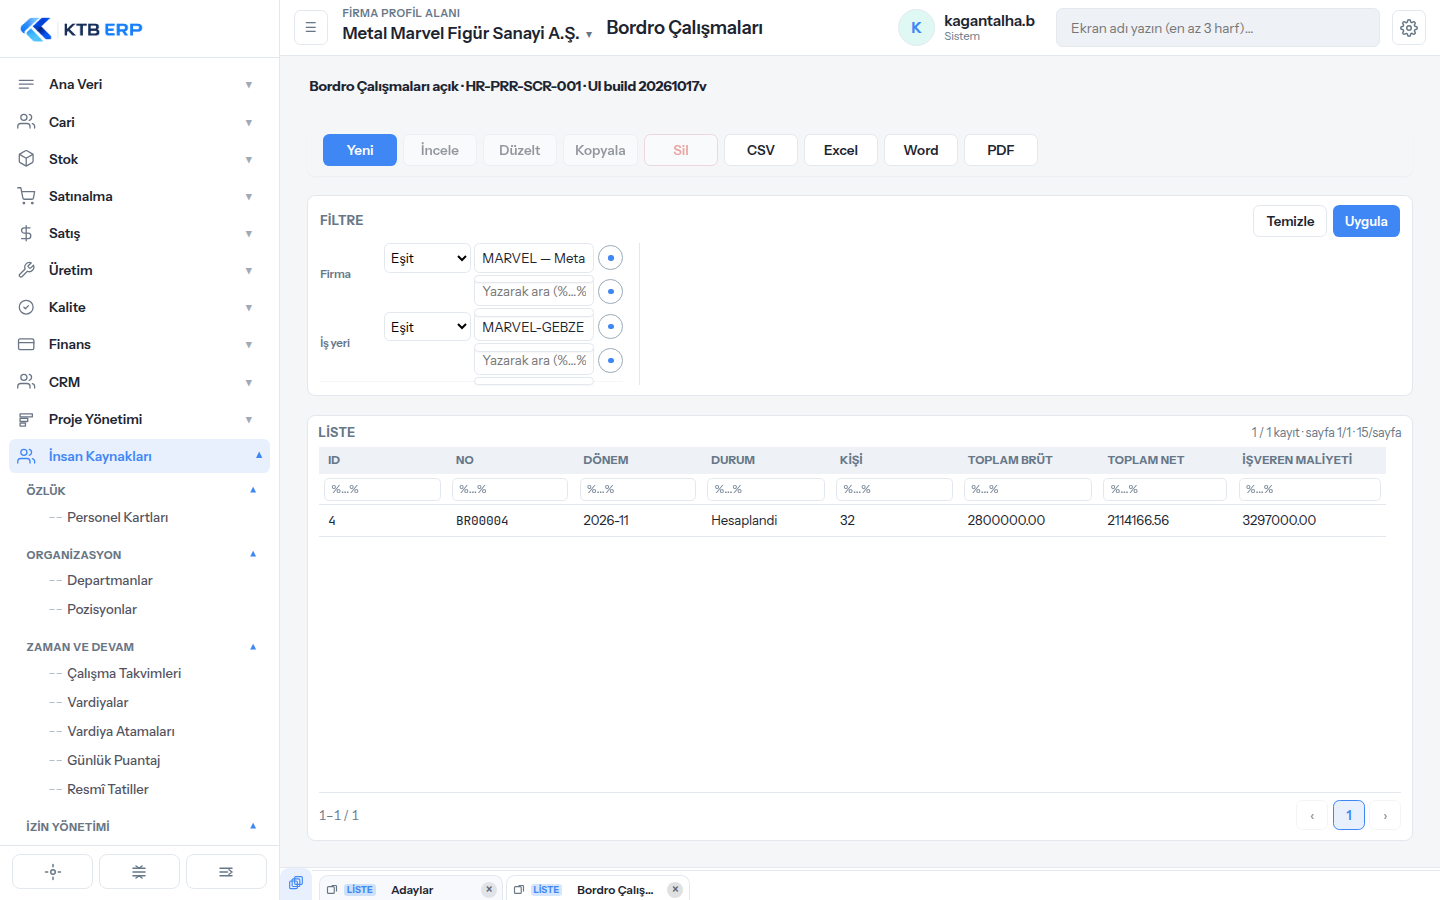 KTB ERP
Ana Veri
Cari
Stok
Satınalma
Satış
Üretim
Kalite
Finans
CRM
Proje Yönetimi
İnsan Kaynakları
ÖZLÜK
Personel Kartları
ORGANİZASYON
Departmanlar
Pozisyonlar
ZAMAN VE DEVAM
Çalışma Takvimleri
Vardiyalar
Vardiya Atamaları
Günlük Puantaj
Resmî Tatiller
İZİN YÖNETİMİ
FİRMA PROFİL ALANI
Metal Marvel Figür Sanayi A.Ş.
Bordro Çalışmaları
K
kagantalha.b
Sistem
Ekran adı yazın (en az 3 harf)...
Bordro Çalışmaları açık · HR-PRR-SCR-001 · UI build 20261017v
Yeni İncele Düzelt Kopyala Sil CSV Excel Word PDF
FİLTRE
Temizle Uygula
Firma
Eşit
MARVEL — Meta
Yazarak ara (%...%
İş yeri
Eşit
MARVEL-GEBZE
Yazarak ara (%...%
LİSTE
1 / 1 kayıt · sayfa 1/1 · 15/sayfa
ID NO DÖNEM DURUM KİŞİ TOPLAM BRÜT TOPLAM NET İŞVEREN MALİYETİ
%...% %...% %...% %...% %...% %...% %...% %...%
4 BR00004 2026-11 Hesaplandi 32 2800000.00 2114166.56 3297000.00
1–1 / 1
‹ 1 ›
LİSTE Adaylar ×
LİSTE Bordro Çalış... ×